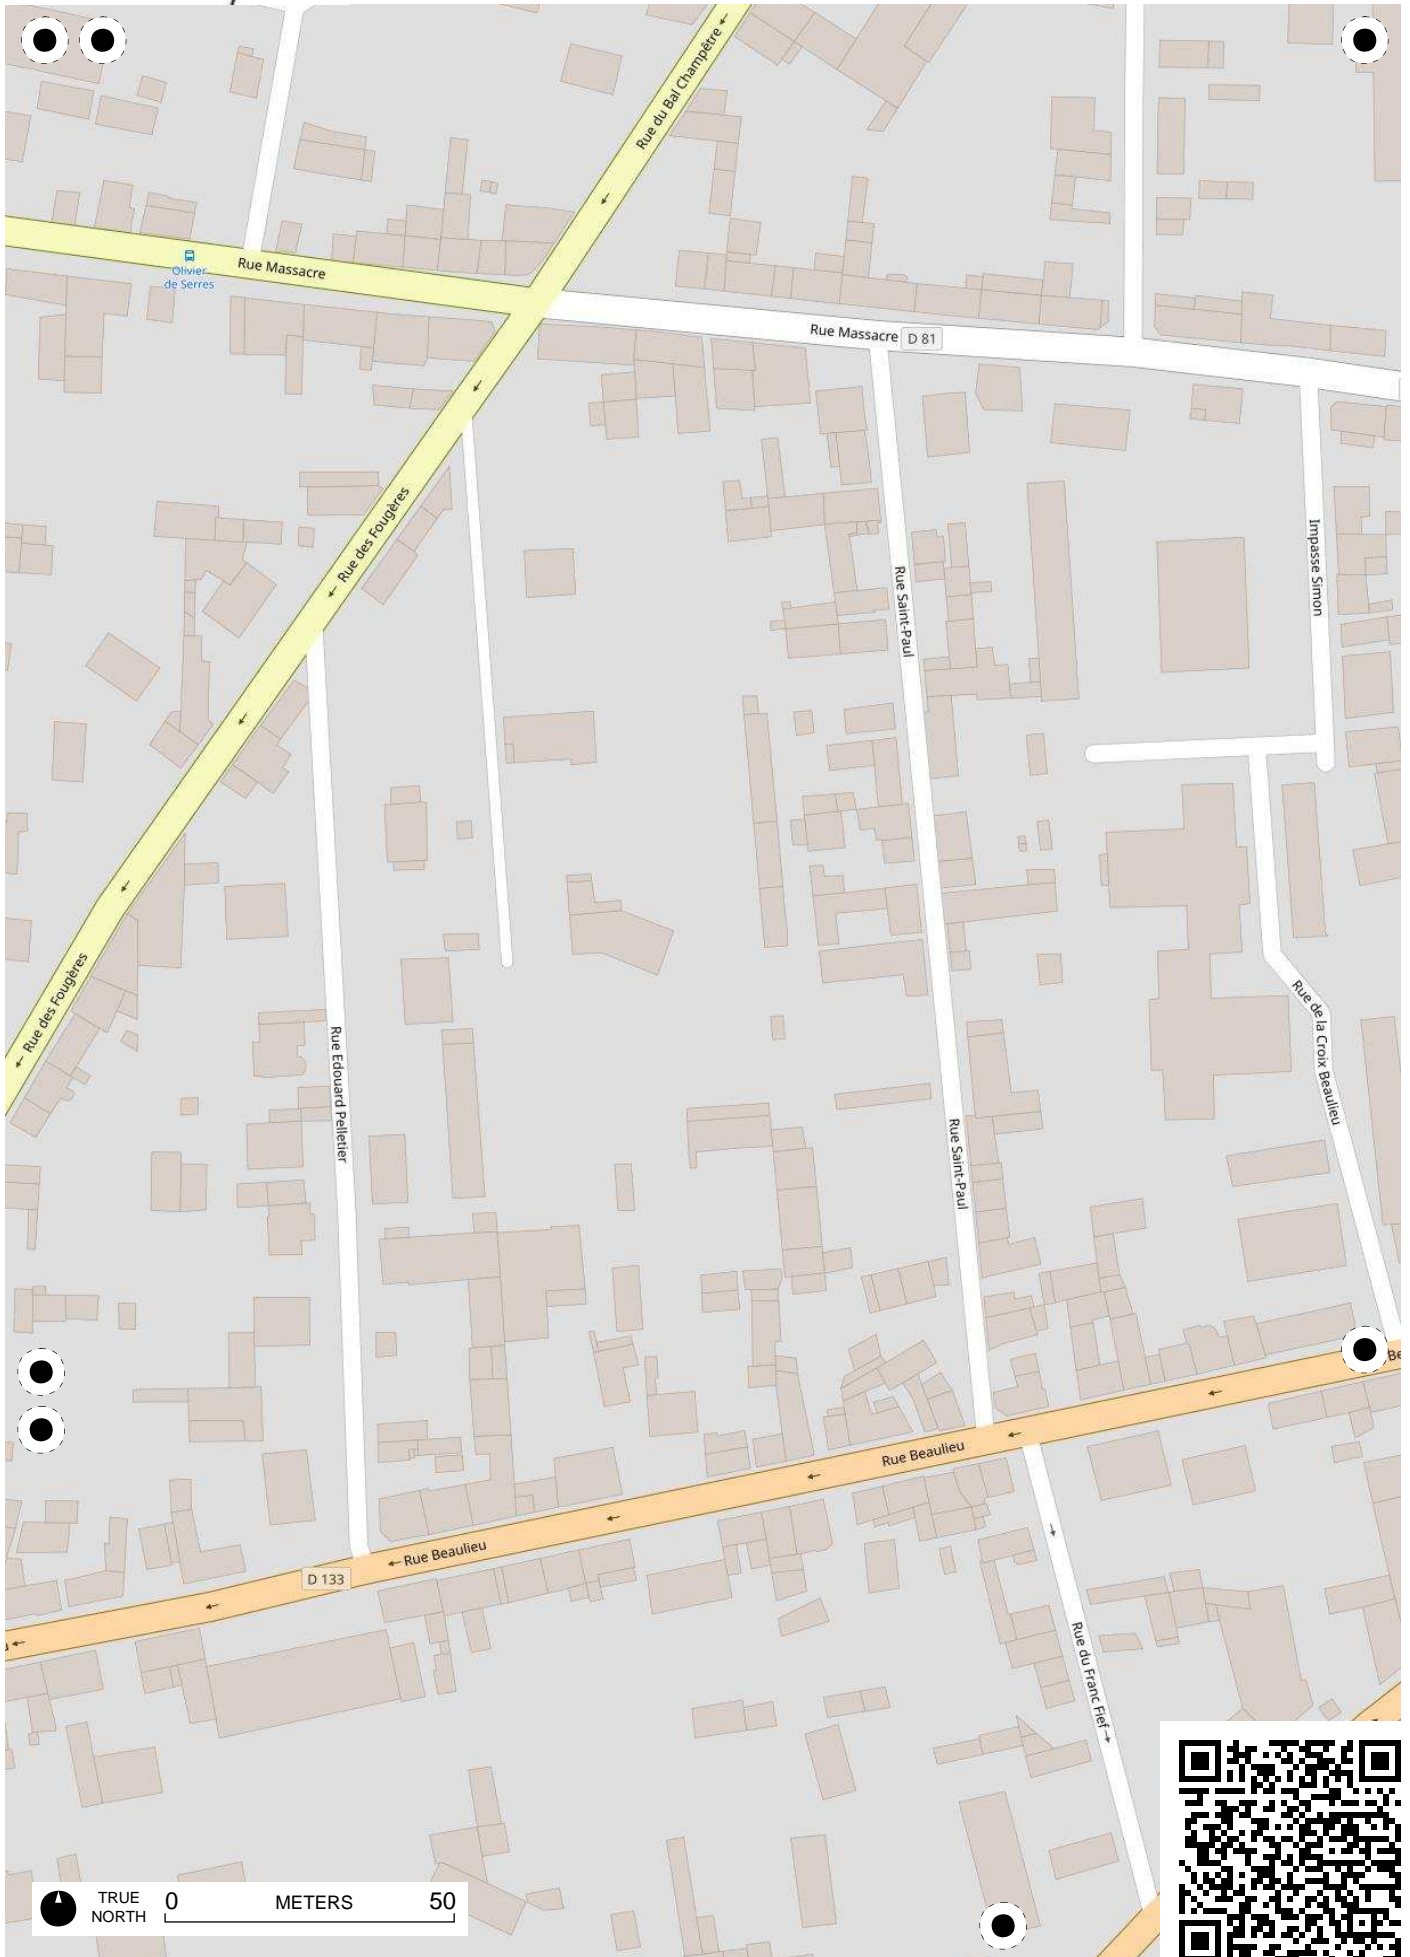 Rue du Bal Champêtre
Olivier
de Serres
Rue Massacre
Rue Massacre
D 81
Rue des Fougères
Impasse Simon
Rue Saint-Paul
Rue des Fougères
Rue Edouard Pelletier
Rue de la Croix Beaulieu
Rue Saint-Paul
Be
Rue Beaulieu
Rue Beaulieu
D 133
Rue du Franc Fief
TRUE
NORTH
0 METERS 50